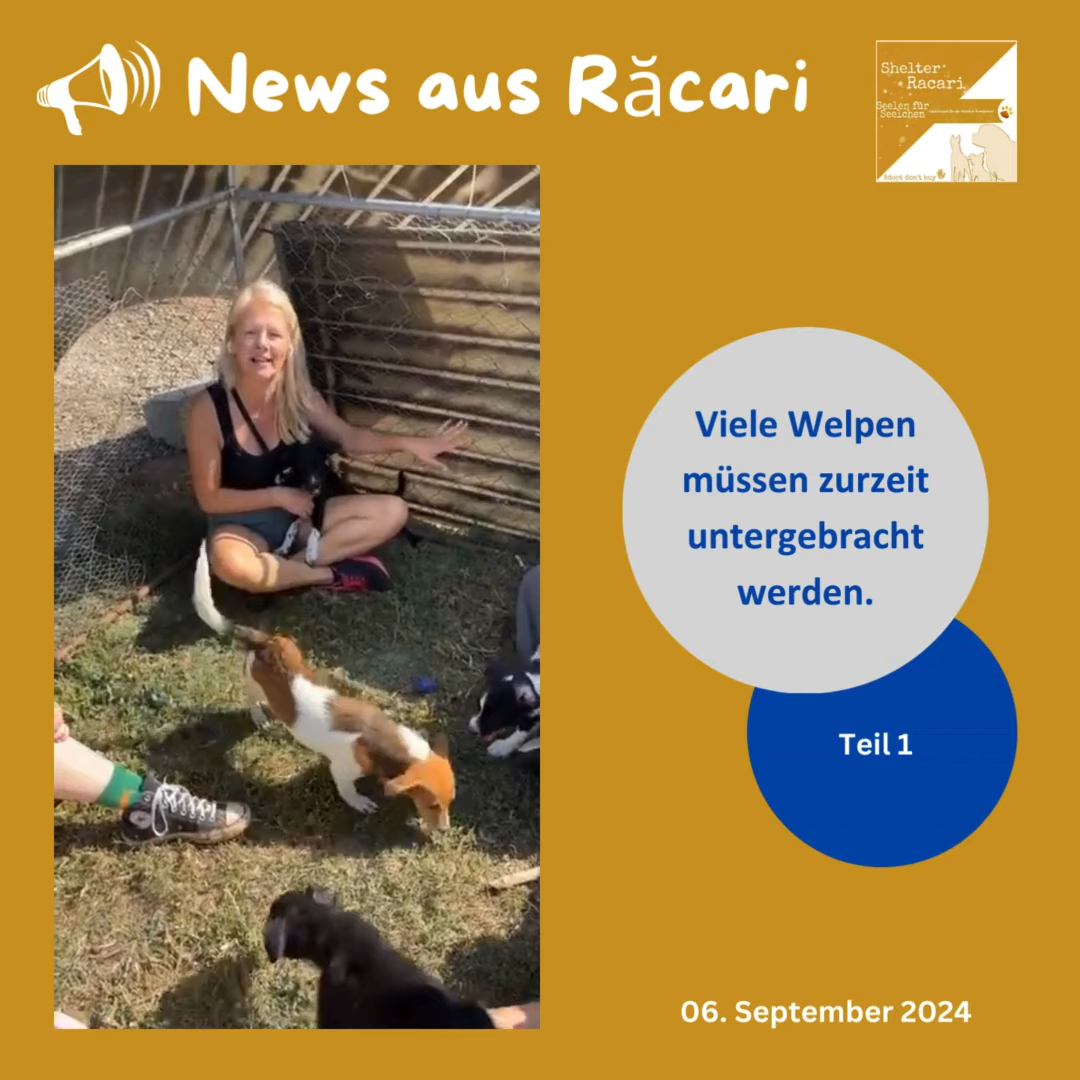 News aus Răcari
Shelter
Racari
Seelen für
Seelchen
Adopt don't buy
Viele Welpen
müssen zurzeit
untergebracht
werden.
Teil 1
06. September 2024